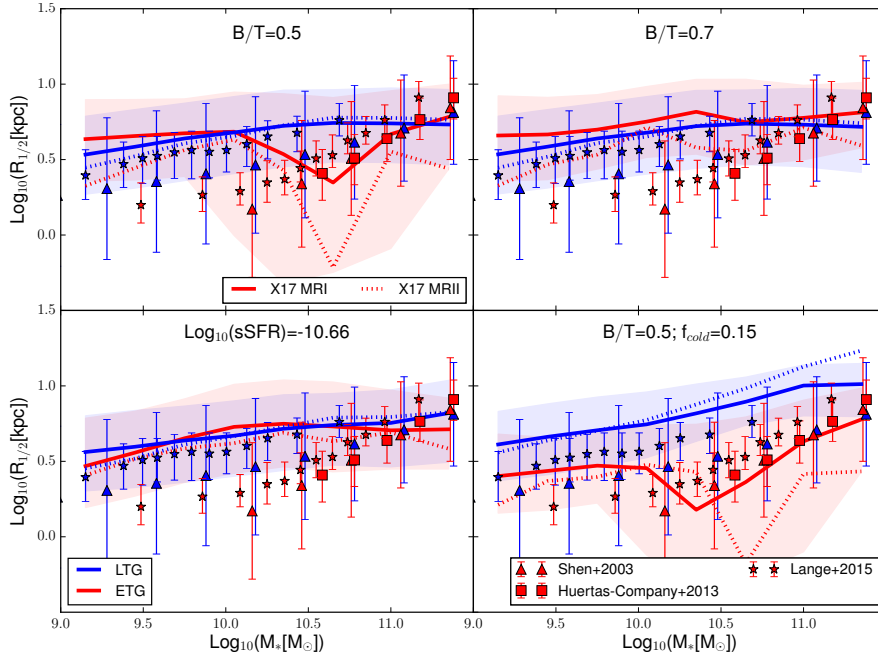 B/T=0.5
B/T=0.7
1.5
1.0
0.5
0.0
Log₁₀(R₁/₂[kpc])
X17 MRI
X17 MRII
Log₁₀(sSFR)=-10.66
B/T=0.5; f_cold=0.15
1.5
1.0
0.5
0.0
Log₁₀(R₁/₂[kpc])
LTG
ETG
Shen+2003
Lange+2015
Huertas-Company+2013
9.0
9.5
10.0
10.5
11.0
9.0
9.5
10.0
10.5
11.0
Log₁₀(M*[M☉])
Log₁₀(M*[M☉])